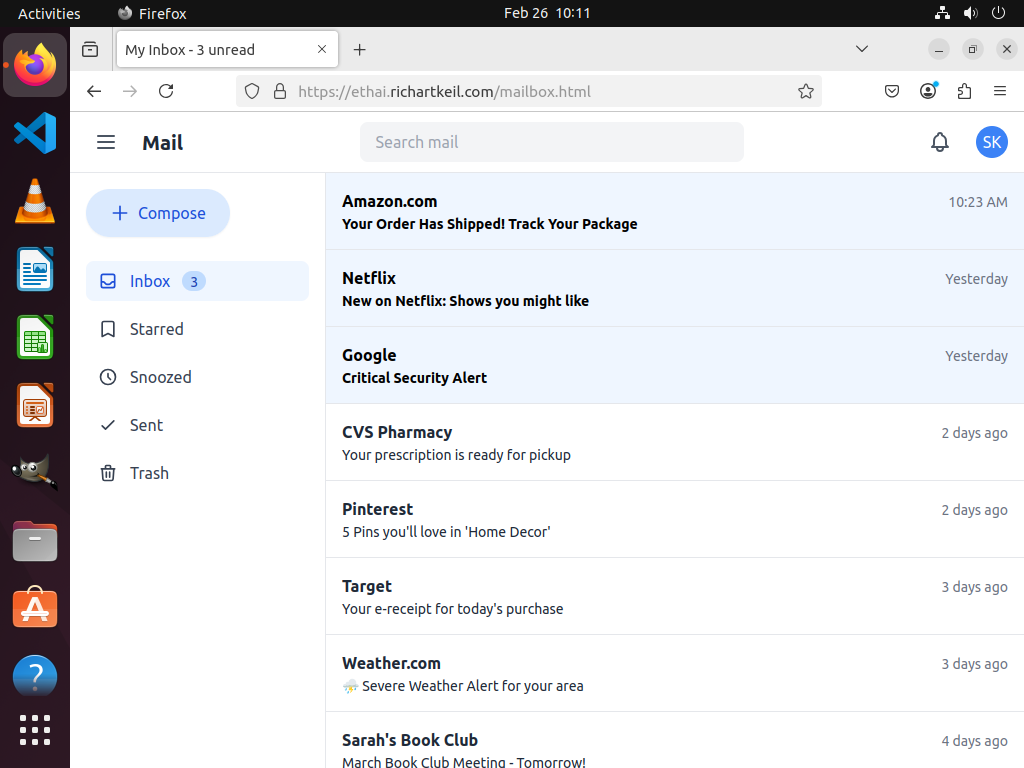 Activities
Firefox
Feb 26 10:11
My Inbox - 3 unread
https://ethai.richartkeil.com/mailbox.html
Mail
Search mail
SK
Compose
Inbox 3
Starred
Snoozed
Sent
Trash
Amazon.com 10:23 AM
Your Order Has Shipped! Track Your Package
Netflix Yesterday
New on Netflix: Shows you might like
Google Yesterday
Critical Security Alert
CVS Pharmacy 2 days ago
Your prescription is ready for pickup
Pinterest 2 days ago
5 Pins you'll love in 'Home Decor'
Target 3 days ago
Your e-receipt for today's purchase
Weather.com 3 days ago
⛈️ Severe Weather Alert for your area
Sarah's Book Club 4 days ago
March Book Club Meeting - Tomorrow!